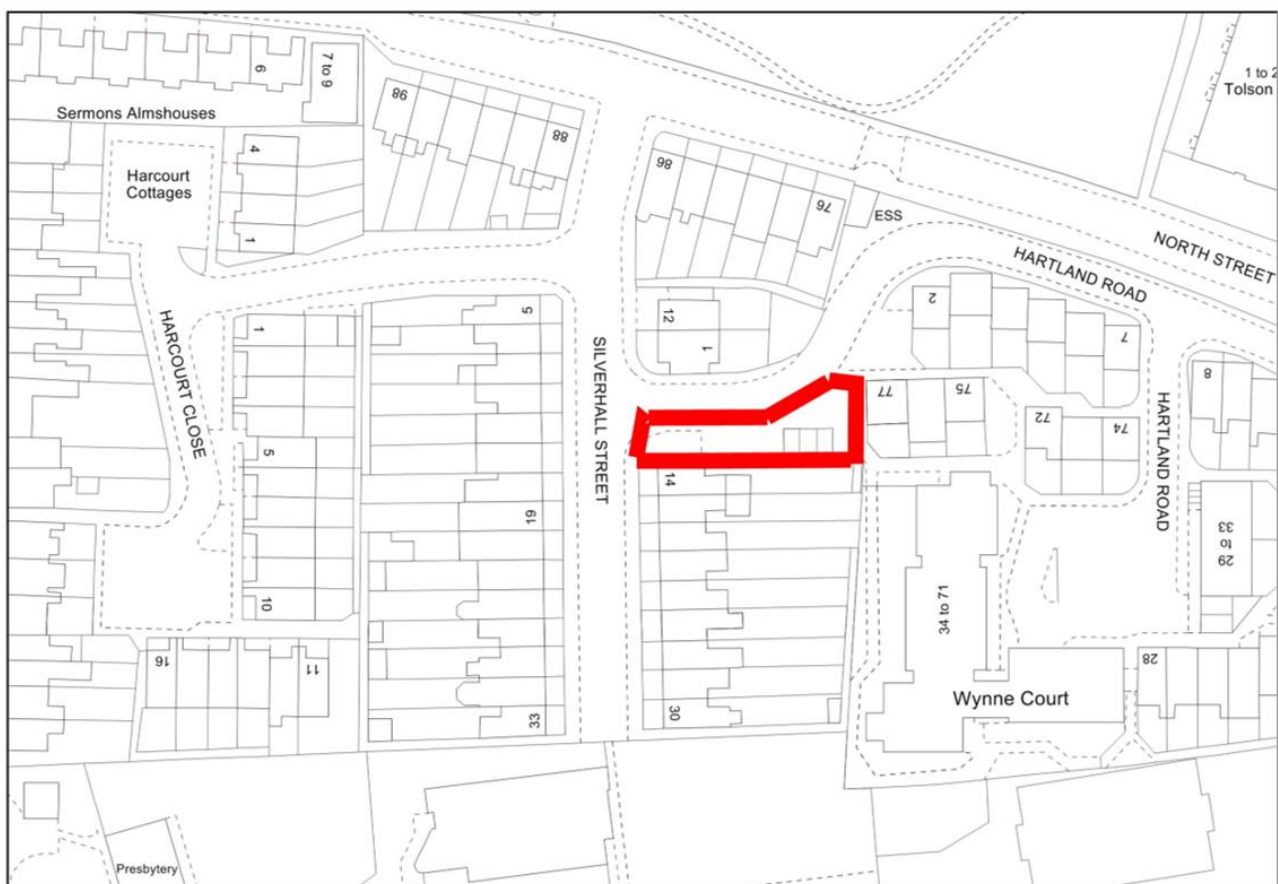 7 to 9
6
Sermons Almshouses
98
88
1 to 2
Tolson
4
Harcourt
Cottages
1
86
76
ESS
NORTH STREET
HARTLAND ROAD
HARCOURT CLOSE
1
5
SILVERHALL STREET
12
1
2
7
8
77
75
72
74
HARTLAND ROAD
5
14
19
34 to 71
29
to
33
10
16
11
33
30
Wynne Court
28
Presbytery